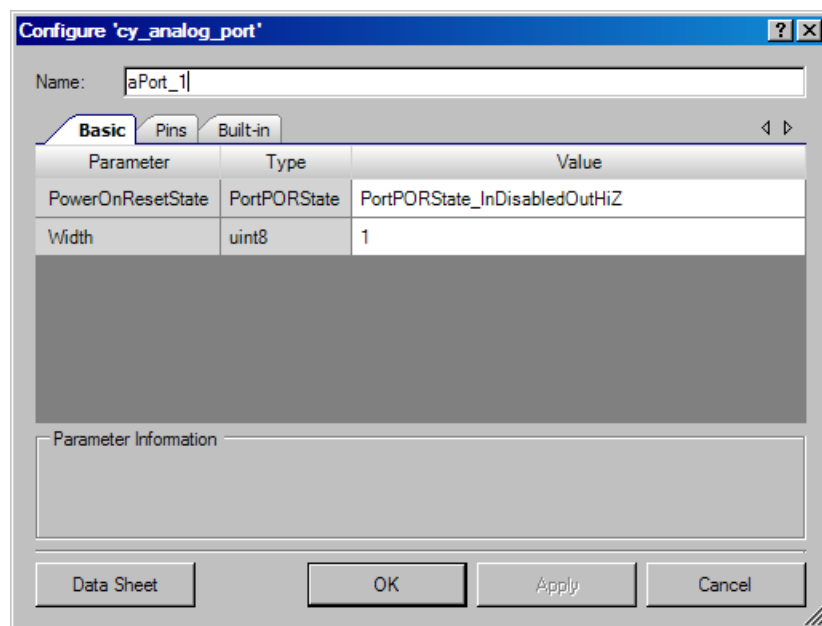 Configure 'cy_analog_port'
Name: aPort_1
Basic Pins Built-in
Parameter Type Value
PowerOnResetState PortPORState PortPORState_InDisabledOutHiZ
Width uint8 1
Parameter Information
Data Sheet OK Apply Cancel